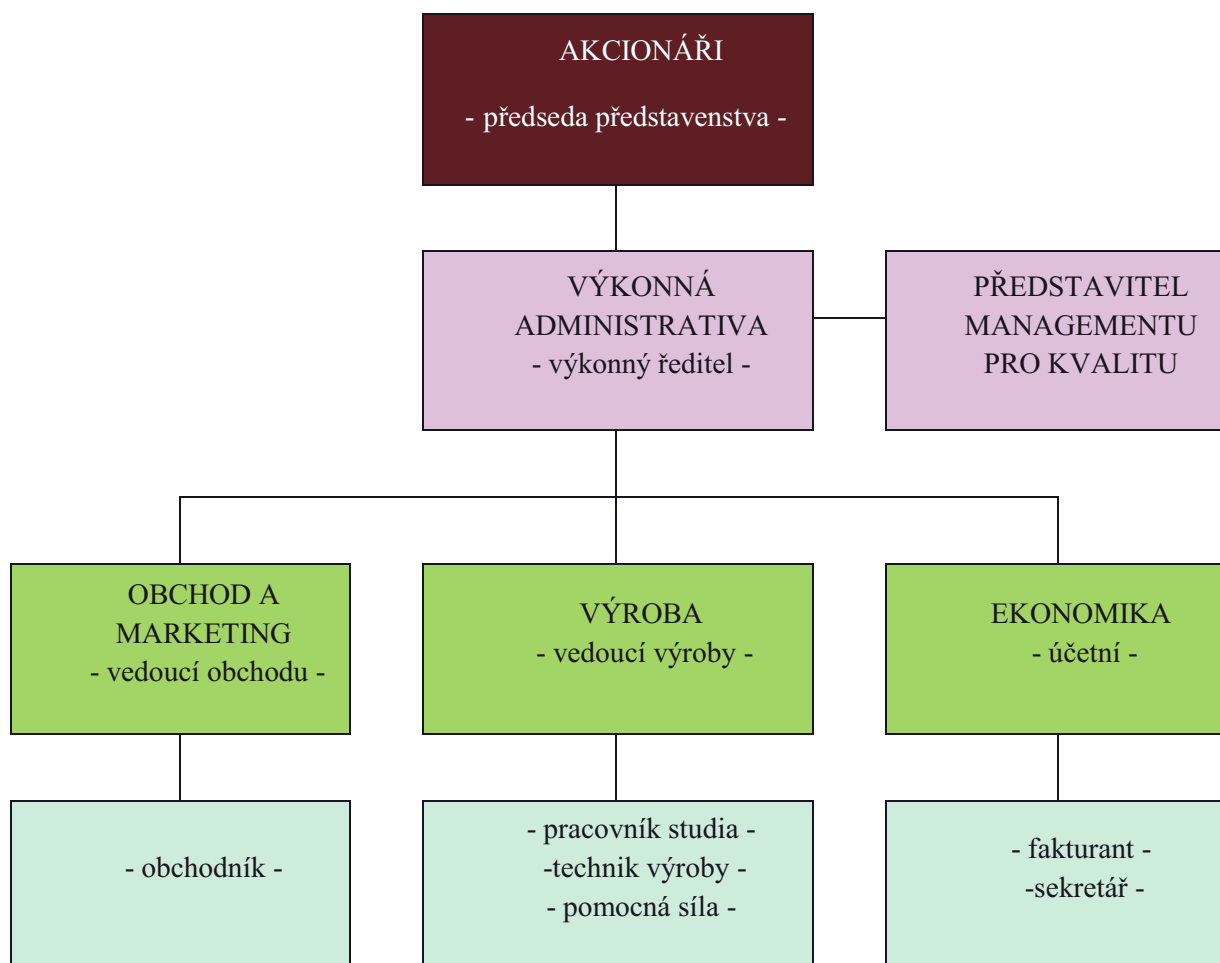 AKCIONÁŘI
- předseda představenstva -
VÝKONNÁ
ADMINISTRATIVA
- výkonný ředitel -
PŘEDSTAVITEL
MANAGEMENTU
PRO KVALITU
OBCHOD A
MARKETING
- vedoucí obchodu -
VÝROBA
- vedoucí výroby -
EKONOMIKA
- účetní -
- obchodník -
- pracovník studia -
-technik výroby -
- pomocná síla -
- fakturant -
-sekretář -